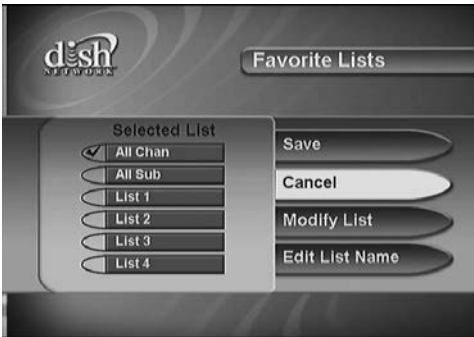 dish
NETWORK
Favorite Lists
Selected List
All Chan
All Sub
List 1
List 2
List 3
List 4
Save
Cancel
Modify List
Edit List Name